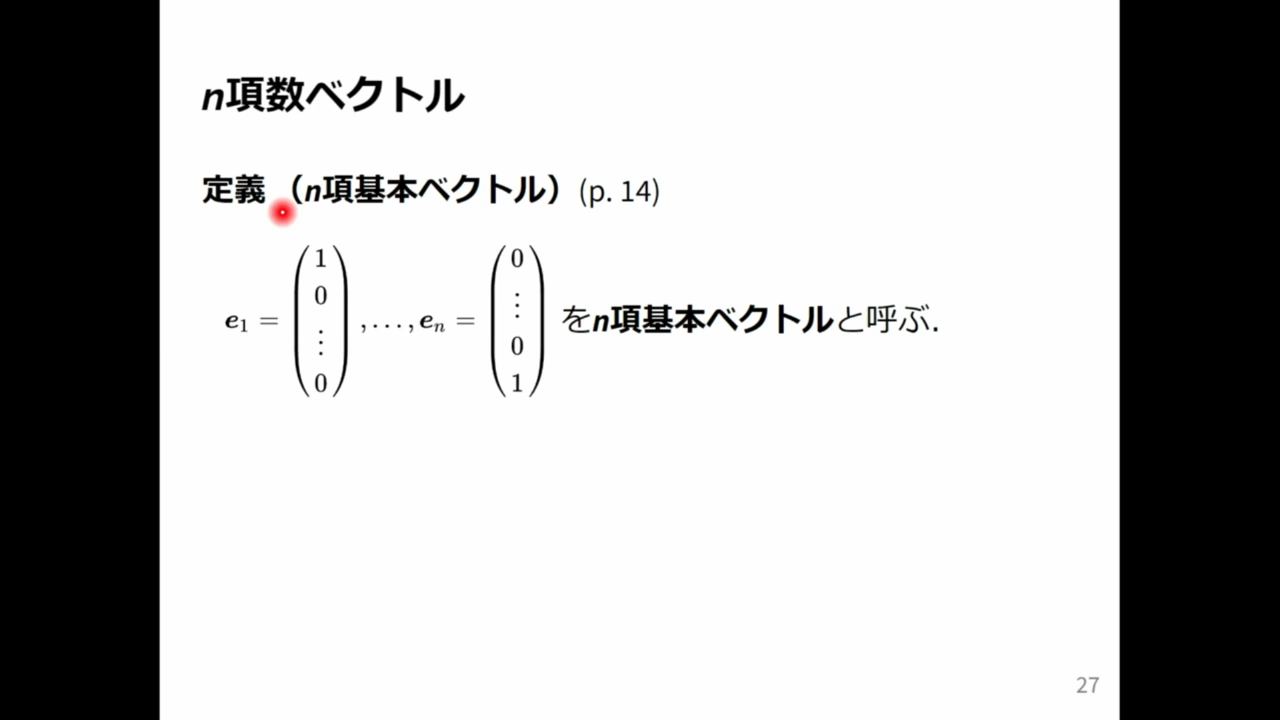 n項数ベクトル
定義（n項基本ベクトル）(p. 14)
e₁ = (1 0 ⋮ 0), …, eₙ = (0 ⋮ 0 1) をn項基本ベクトルと呼ぶ.
27